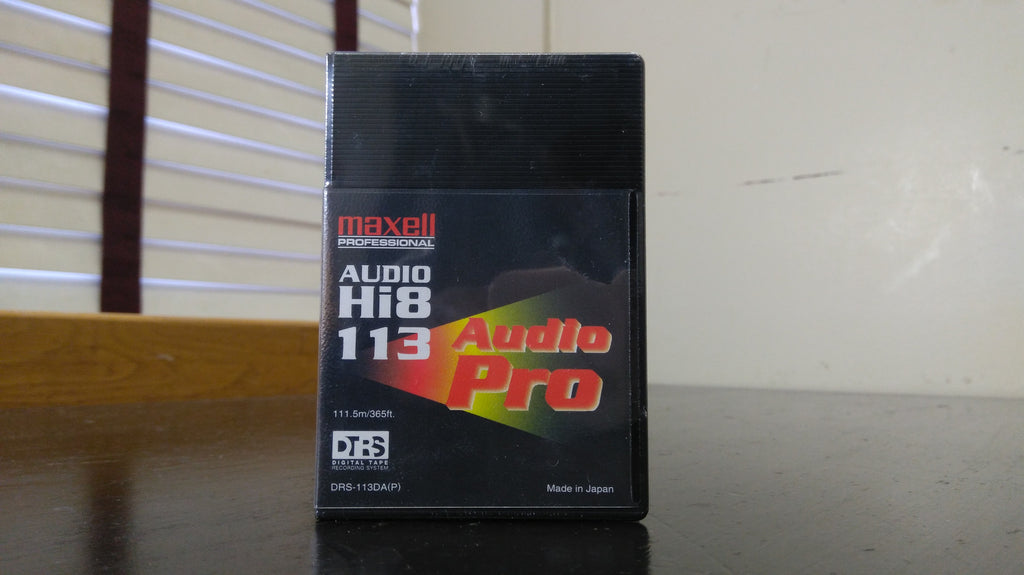 maxell
PROFESSIONAL
AUDIO
Hi8
113
Audio
Pro
111.5m/365ft.
DTRS
DIGITAL TAPE
RECORDING SYSTEM
DRS-113DA(P)
Made in Japan